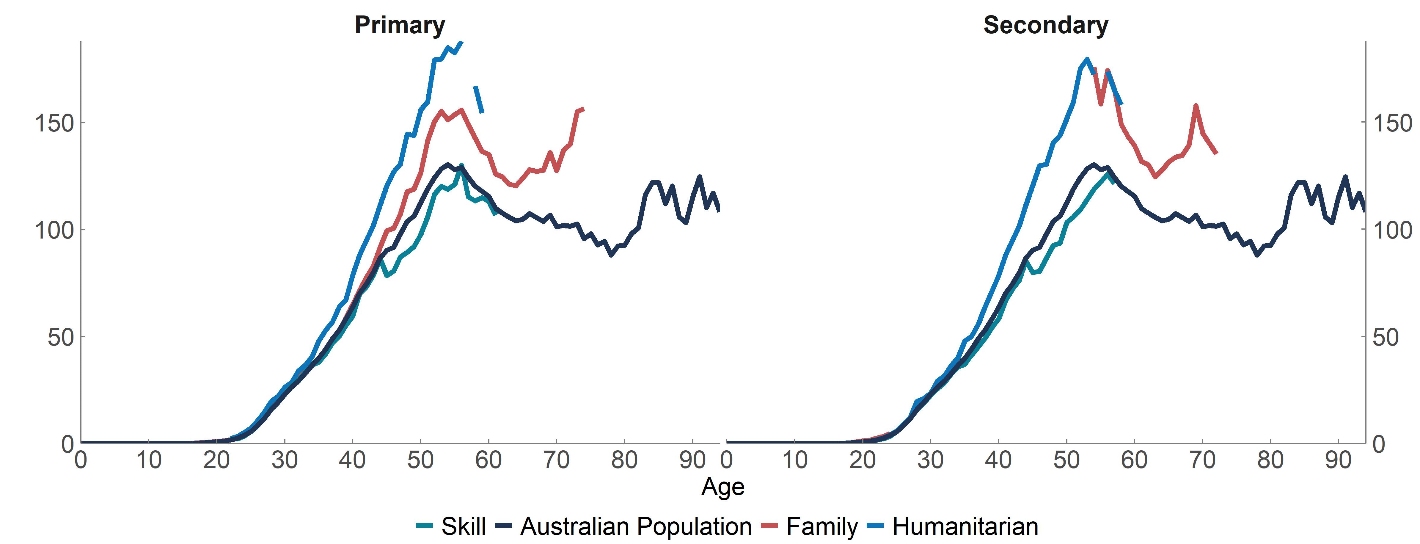 Primary Secondary
150 150
100 100
50 50
0 0
0 10 20 30 40 50 60 70 80 90 0 10 20 30 40 50 60 70 80 90
Age
Skill Australian Population Family Humanitarian